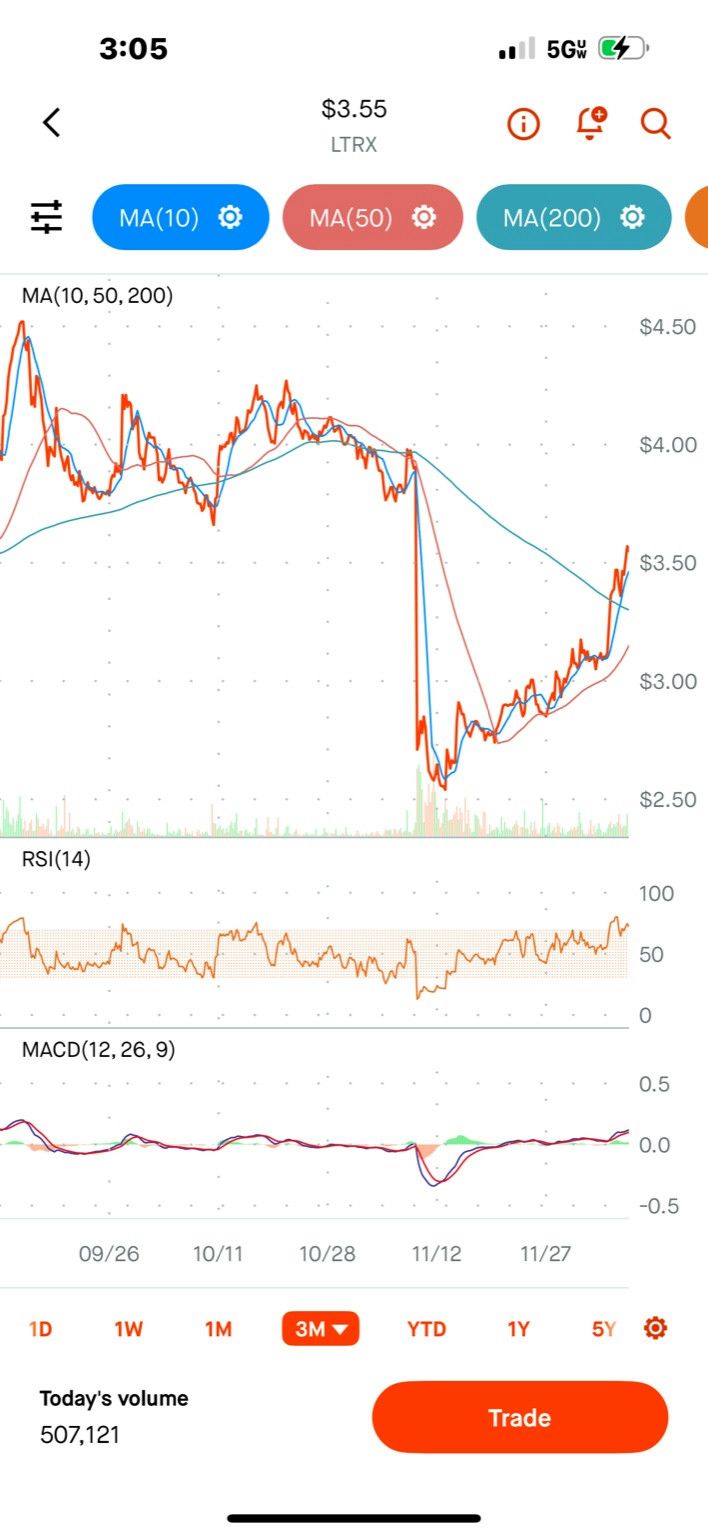 3:05
5GUW
$3.55
LTRX
MA(10) MA(50) MA(200)
MA(10, 50, 200)
$4.50
$4.00
$3.50
$3.00
$2.50
RSI(14)
100
50
0
MACD(12, 26, 9)
0.5
0.0
-0.5
09/26 10/11 10/28 11/12 11/27
1D 1W 1M 3M YTD 1Y 5Y
Today's volume
507,121
Trade